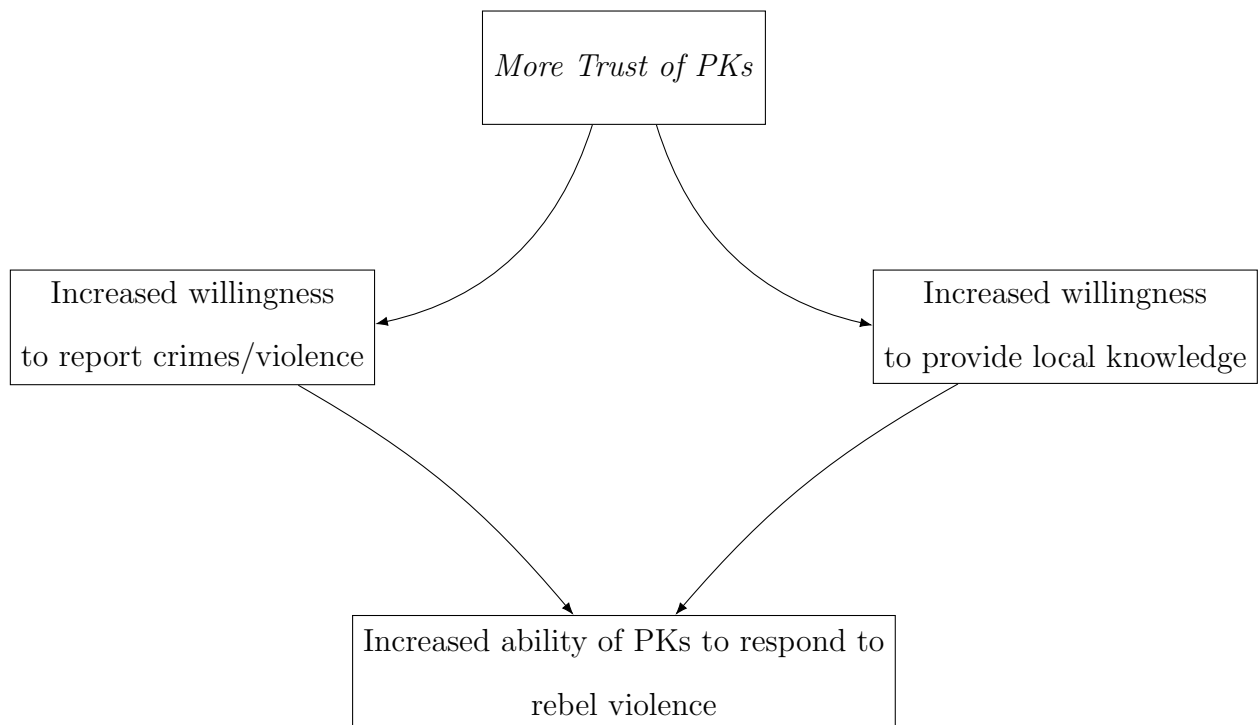 More Trust of PKs
Increased willingness
to report crimes/violence
Increased willingness
to provide local knowledge
Increased ability of PKs to respond to
rebel violence